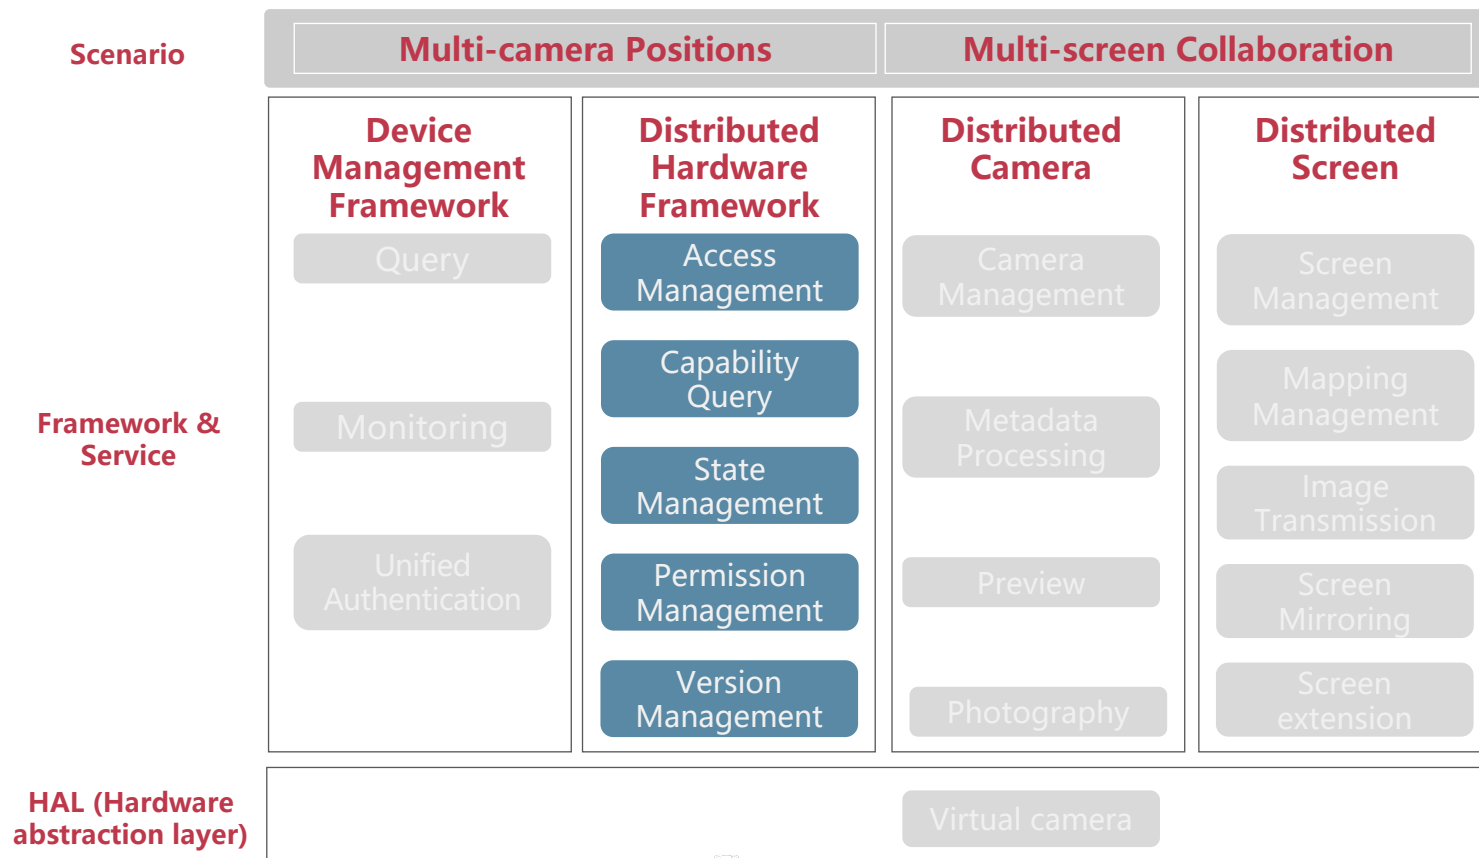 Scenario
Multi-camera Positions
Multi-screen Collaboration
Framework &
Service
Device
Management
Framework
Query
Monitoring
Unified
Authentication
Distributed
Hardware
Framework
Access
Management
Capability
Query
State
Management
Permission
Management
Version
Management
Distributed
Camera
Camera
Management
Metadata
Processing
Preview
Photography
Distributed
Screen
Screen
Management
Mapping
Management
Image
Transmission
Screen
Mirroring
Screen
extension
HAL (Hardware
abstraction layer)
Virtual camera